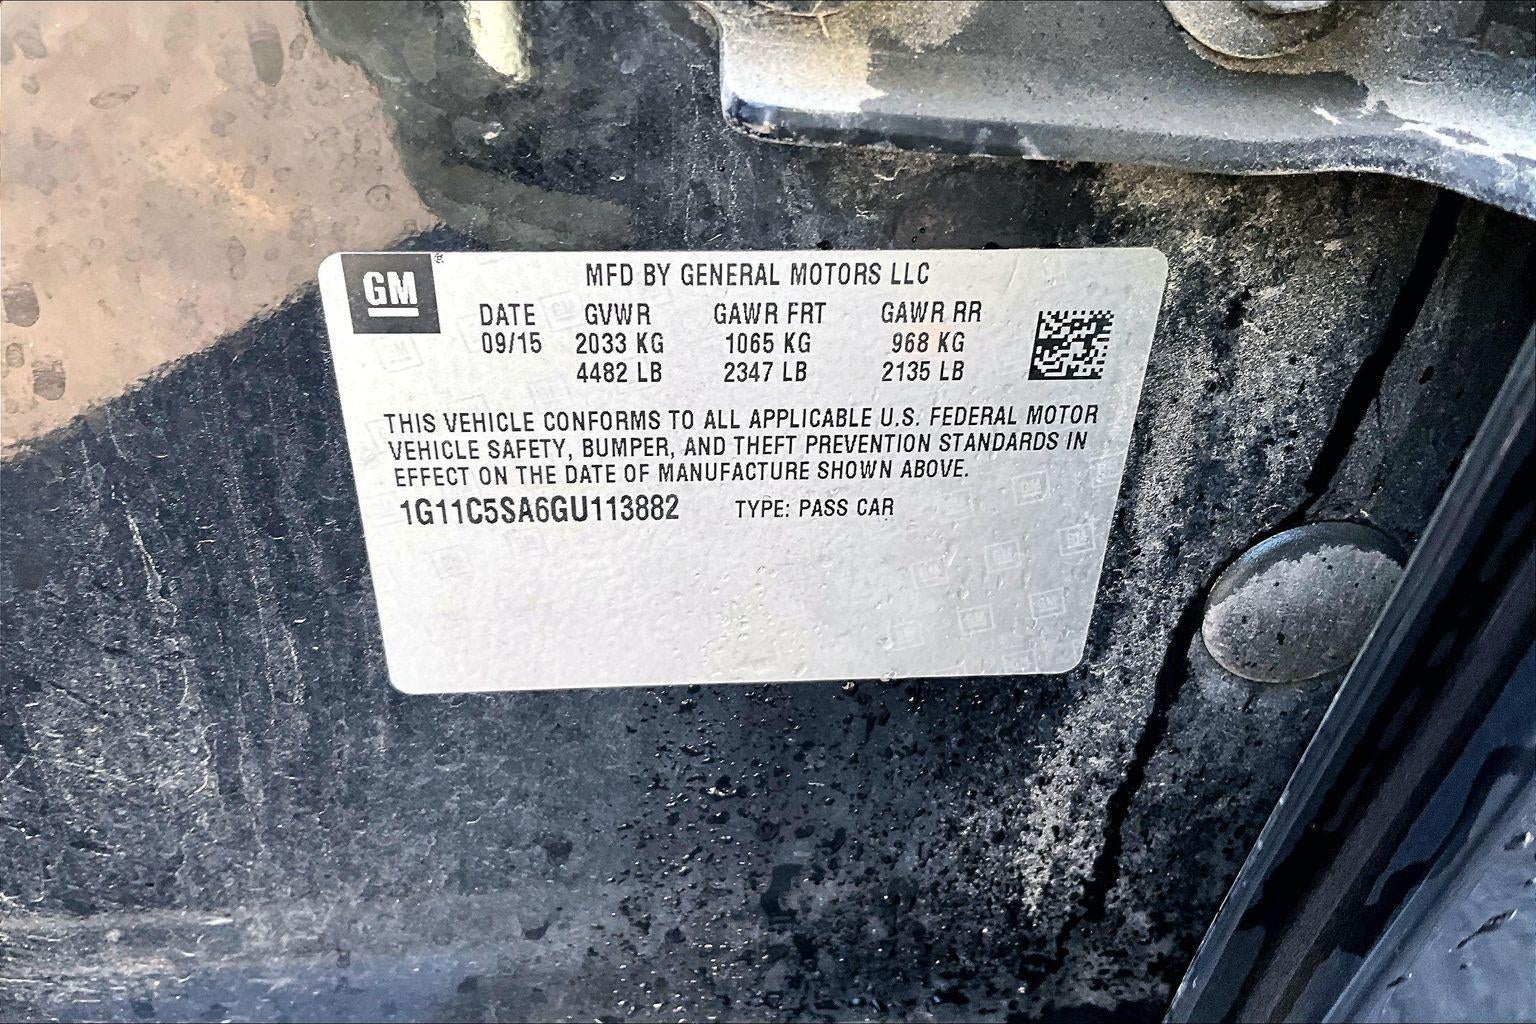 GM
MFD BY GENERAL MOTORS LLC
DATE GVWR GAWR FRT GAWR RR
09/15 2033 KG 1065 KG 968 KG
4482 LB 2347 LB 2135 LB
THIS VEHICLE CONFORMS TO ALL APPLICABLE U.S. FEDERAL MOTOR
VEHICLE SAFETY, BUMPER, AND THEFT PREVENTION STANDARDS IN
EFFECT ON THE DATE OF MANUFACTURE SHOWN ABOVE.
1G11C5SA6GU113882 TYPE: PASS CAR